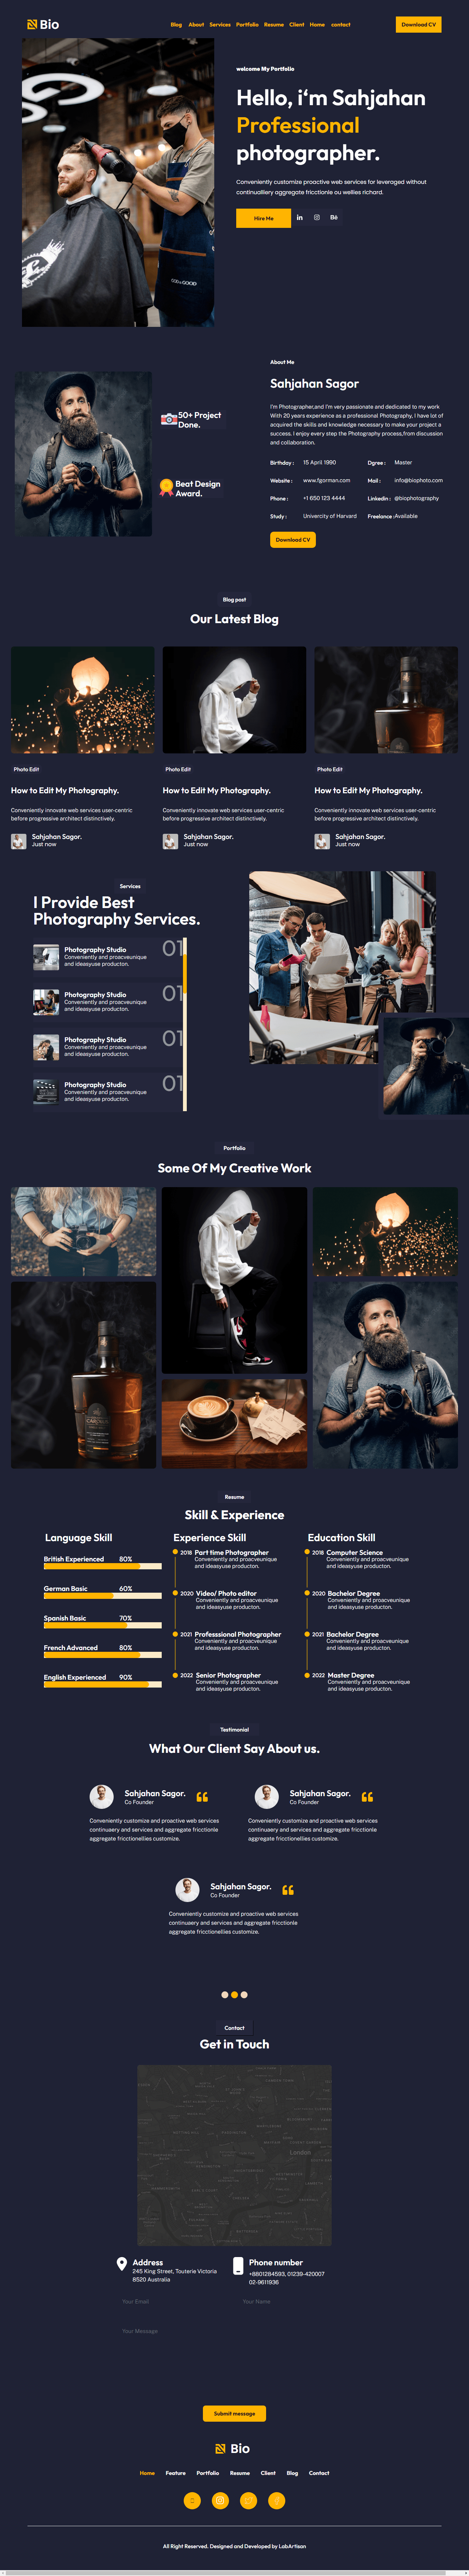 Bio
Blog About Services Portfolio Resume Client Home contact
Download CV
welcome My Portfolio
Hello, i'm Sahjahan
Professional
photographer.
Conveniently customize proactive web services for leveraged without
continuolliery aggregate fricctionle ou wellies richard.
Hire Me
in
Bē
50+ Project
Done.
Beat Design
Award.
About Me
Sahjahan Sagor
I'm Photographer,and I'm very passionate and dedicated to my work
With 20 years experience as a professional Photography, I have lot of
acquired the skills and knowledge necessary to make your project a
success. I enjoy every step the Photography process,from discussion
and collaboration.
Birthday : 15 April 1990 Dgree : Master
Website : www.fgorman.com Mail : info@biophoto.com
Phone : +1 650 123 4444 Linkedin : @biophotography
Study : Univercity of Harvard Freelance :Available
Download CV
Blog post
Our Latest Blog
Photo Edit
How to Edit My Photography.
Conveniently innovate web services user-centric
before progressive architect distinctively.
Sahjahan Sagor.
Just now
Photo Edit
How to Edit My Photography.
Conveniently innovate web services user-centric
before progressive architect distinctively.
Sahjahan Sagor.
Just now
Photo Edit
How to Edit My Photography.
Conveniently innovate web services user-centric
before progressive architect distinctively.
Sahjahan Sagor.
Just now
Services
I Provide Best
Photography Services.
Photography Studio
Conveniently and proacveunique
and ideasyuse producton.
01
Photography Studio
Conveniently and proacveunique
and ideasyuse producton.
01
Photography Studio
Conveniently and proacveunique
and ideasyuse producton.
01
Photography Studio
Conveniently and proacveunique
and ideasyuse producton.
01
Portfolio
Some Of My Creative Work
Resume
Skill & Experience
Language Skill
British Experienced 80%
German Basic 60%
Spanish Basic 70%
French Advanced 80%
English Experienced 90%
Experience Skill
2018 Part time Photographer
Conveniently and proacveunique
and ideasyuse producton.
2020 Video/ Photo editor
Conveniently and proacveunique
and ideasyuse producton.
2021 Professsional Photographer
Conveniently and proacveunique
and ideasyuse producton.
2022 Senior Photographer
Conveniently and proacveunique
and ideasyuse producton.
Education Skill
2018 Computer Science
Conveniently and proacveunique
and ideasyuse producton.
2020 Bachelor Degree
Conveniently and proacveunique
and ideasyuse producton.
2021 Bachelor Degree
Conveniently and proacveunique
and ideasyuse producton.
2022 Master Degree
Conveniently and proacveunique
and ideasyuse producton.
Testimonial
What Our Client Say About us.
Sahjahan Sagor.
Co Founder
Conveniently customize and proactive web services
continuaery and services and aggregate fricctionle
aggregate fricctionellies customize.
Sahjahan Sagor.
Co Founder
Conveniently customize and proactive web services
continuaery and services and aggregate fricctionle
aggregate fricctionellies customize.
Sahjahan Sagor.
Co Founder
Conveniently customize and proactive web services
continuaery and services and aggregate fricctionle
aggregate fricctionellies customize.
Contact
Get in Touch
London
Address
245 King Street, Touterie Victoria
8520 Australia
Phone number
+8801284593, 01239-420007
02-9611936
Your Email
Your Name
Your Message
Submit message
Bio
Home Feature Portfolio Resume Client Blog Contact
All Right Reserved. Designed and Developed by LabArtisan